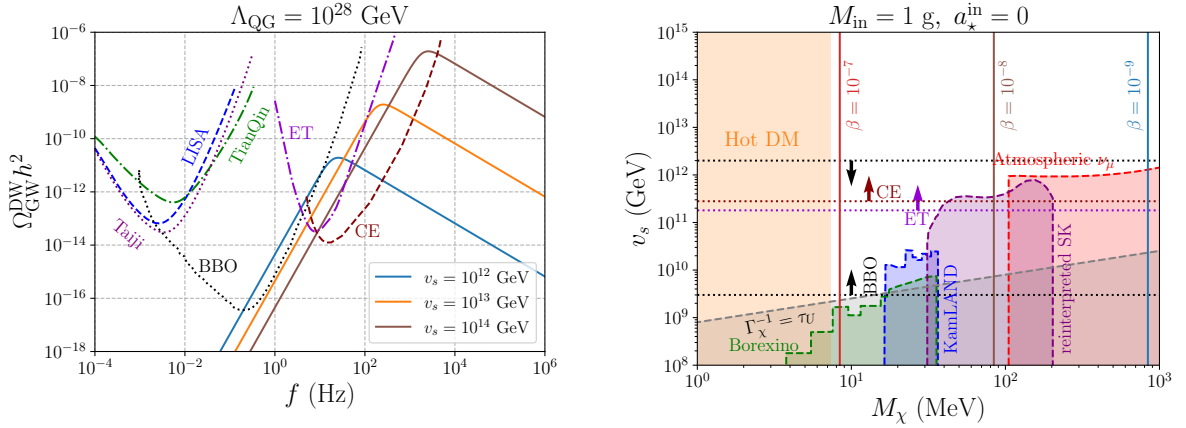 Λ_QG = 10^28 GeV
10^−6
10^−8
10^−10
10^−12
10^−14
10^−16
10^−18
Ω_GW^DW h^2
LISA
TianQin
Taiji
BBO
ET
CE
v_s = 10^12 GeV
v_s = 10^13 GeV
v_s = 10^14 GeV
10^−4
10^−2
10^0
10^2
10^4
10^6
f (Hz)
M_in = 1 g, a_⋆^in = 0
10^15
10^14
10^13
10^12
10^11
10^10
10^9
10^8
v_s (GeV)
Hot DM
β = 10^−7
β = 10^−8
β = 10^−9
Atmospheric ν_μ
CE
ET
BBO
Γ_χ^−1 = τ_U
Borexino
KamLAND
reinterpreted SK
10^0
10^1
10^2
10^3
M_χ (MeV)